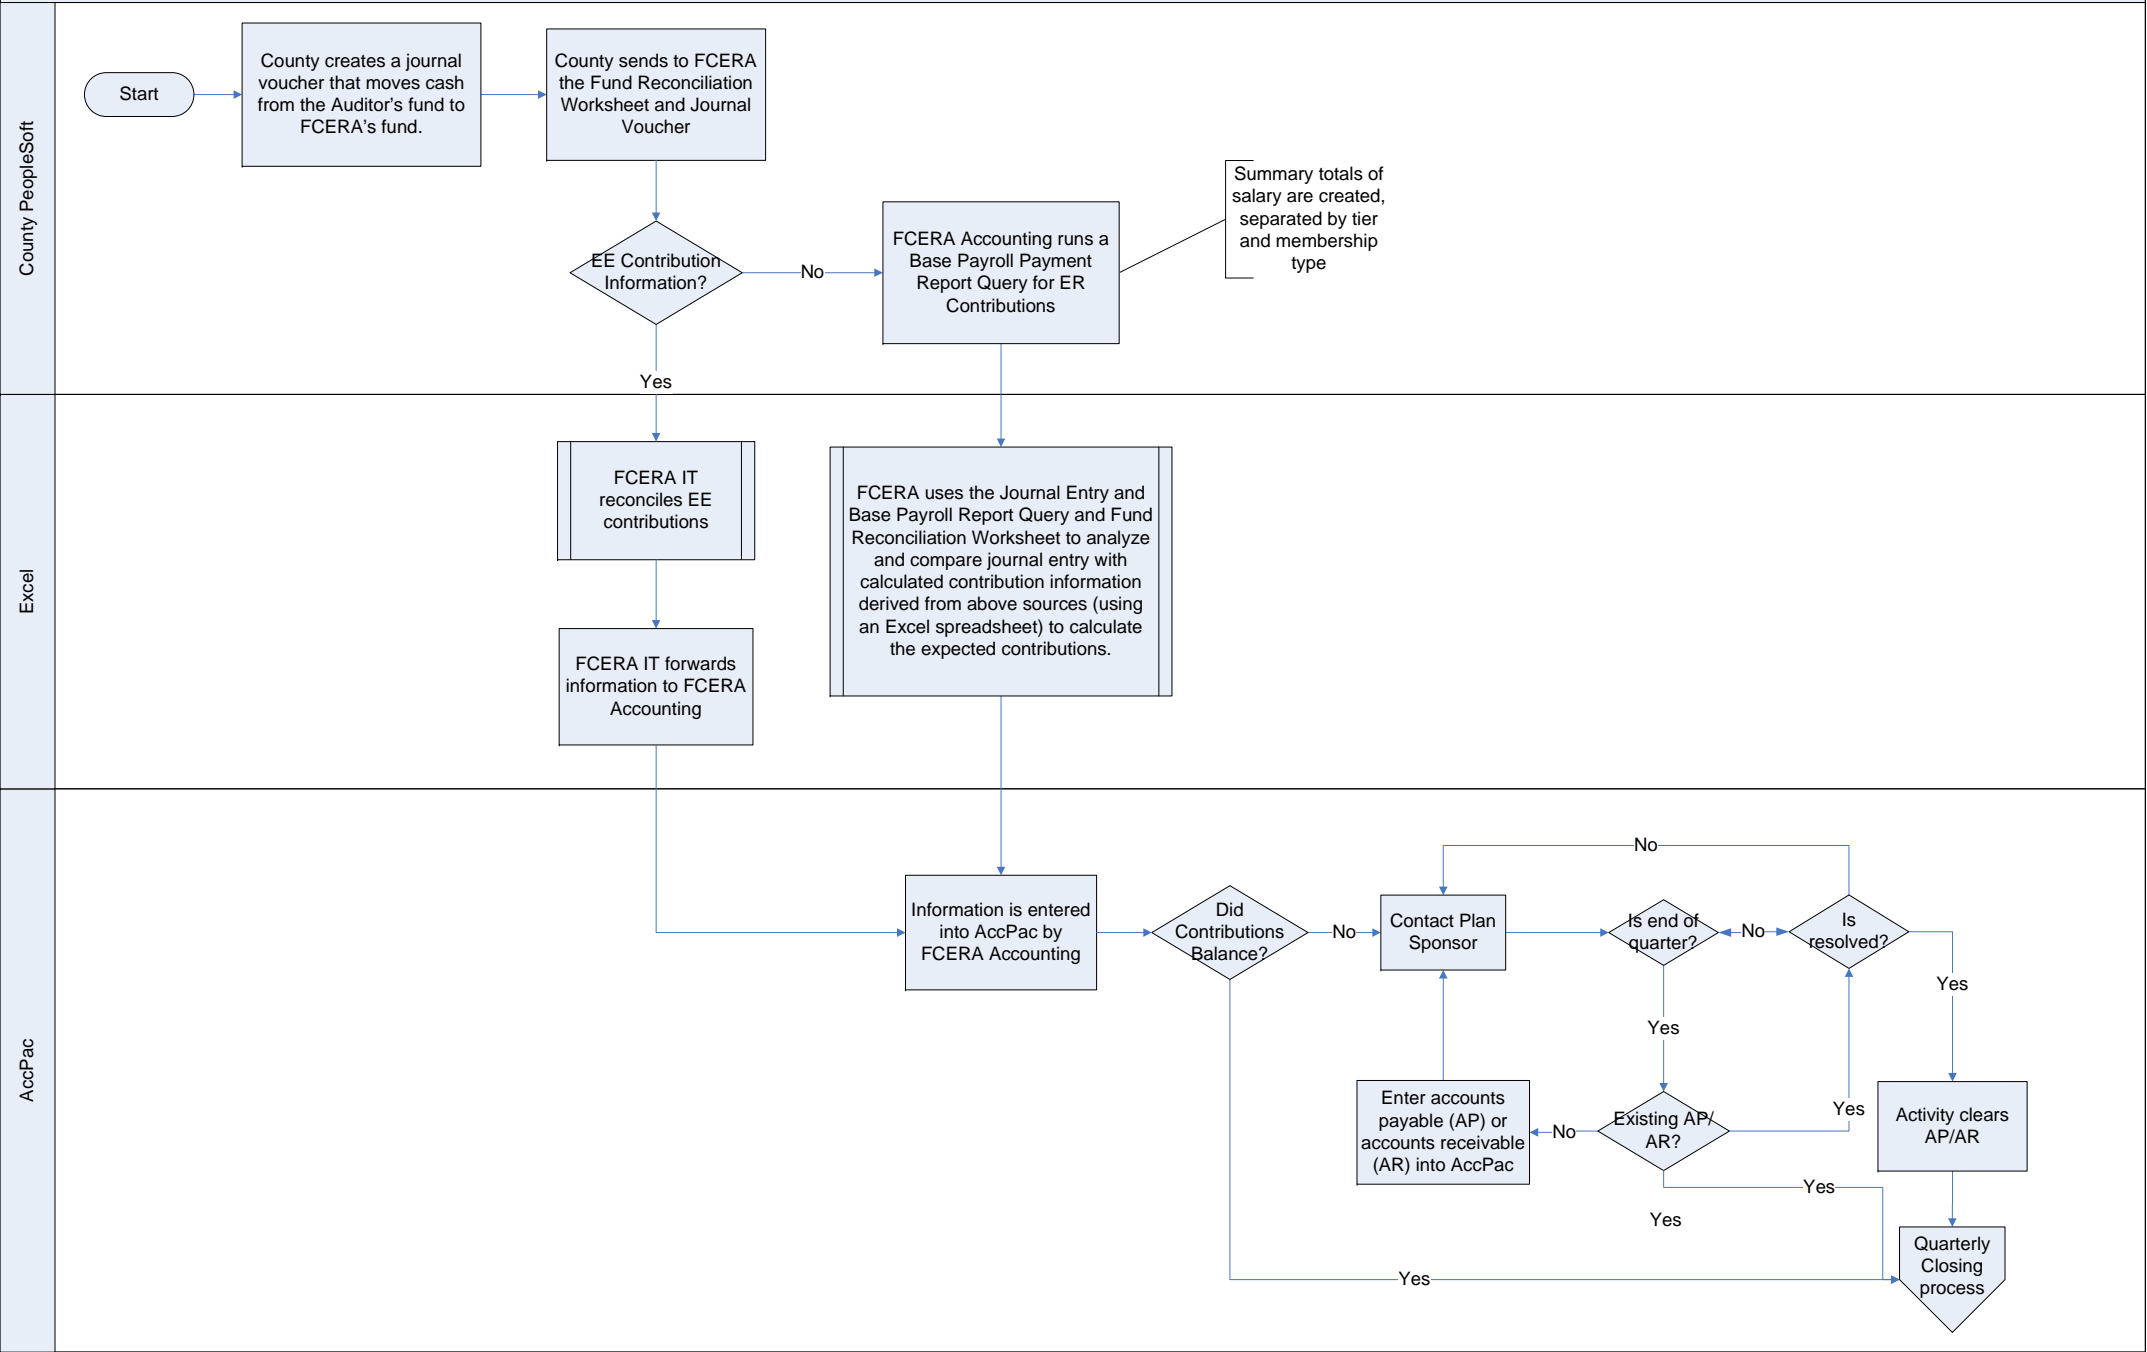 County PeopleSoft
Start
County creates a journal
voucher that moves cash
from the Auditor's fund to
FCERA's fund.
County sends to FCERA
the Fund Reconciliation
Worksheet and Journal
Voucher
EE Contribution
Information?
No
Yes
FCERA Accounting runs a
Base Payroll Payment
Report Query for ER
Contributions
Summary totals of
salary are created,
separated by tier
and membership
type
Excel
FCERA IT
reconciles EE
contributions
FCERA IT forwards
information to FCERA
Accounting
FCERA uses the Journal Entry and
Base Payroll Report Query and Fund
Reconciliation Worksheet to analyze
and compare journal entry with
calculated contribution information
derived from above sources (using
an Excel spreadsheet) to calculate
the expected contributions.
AccPac
Information is entered
into AccPac by
FCERA Accounting
Did
Contributions
Balance?
No
Contact Plan
Sponsor
Is end of
quarter?
No
Is
resolved?
No
Yes
Yes
Enter accounts
payable (AP) or
accounts receivable
(AR) into AccPac
No
Existing AP/
AR?
Yes
Activity clears
AP/AR
Yes
Yes
Yes
Quarterly
Closing
process